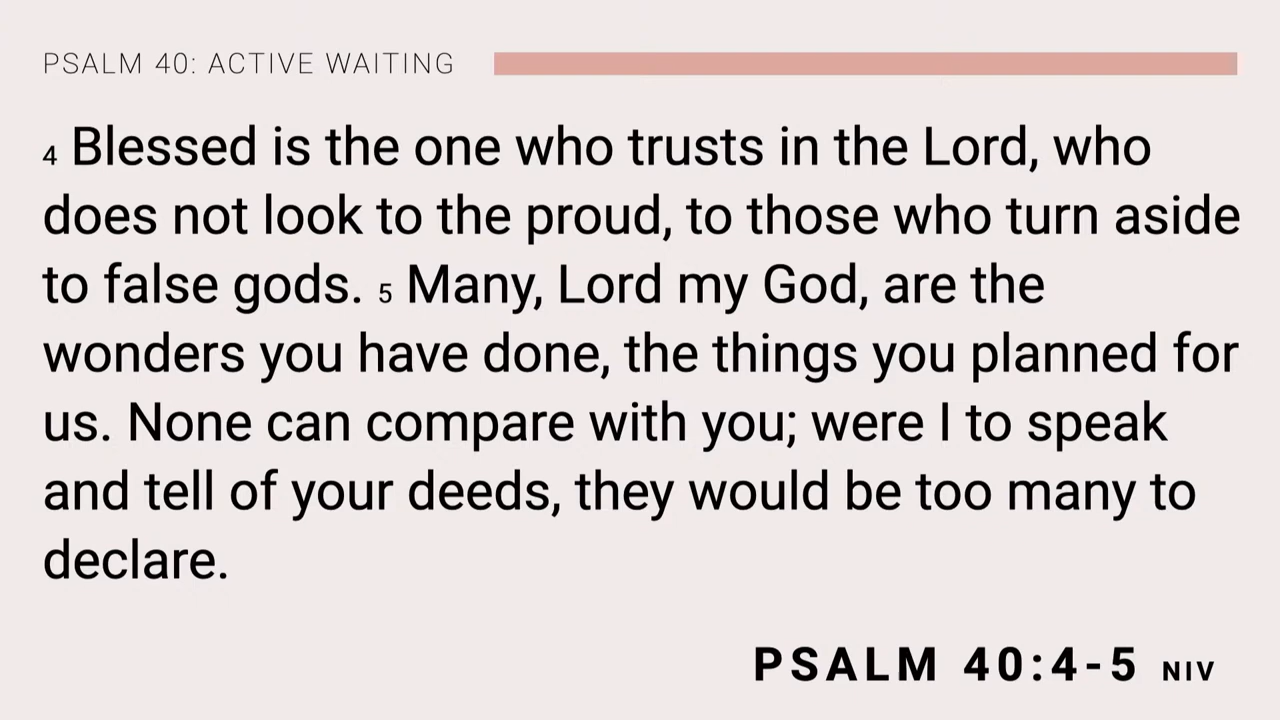 PSALM 40: ACTIVE WAITING
4 Blessed is the one who trusts in the Lord, who
does not look to the proud, to those who turn aside
to false gods. 5 Many, Lord my God, are the
wonders you have done, the things you planned for
us. None can compare with you; were I to speak
and tell of your deeds, they would be too many to
declare.
PSALM 40:4-5 NIV